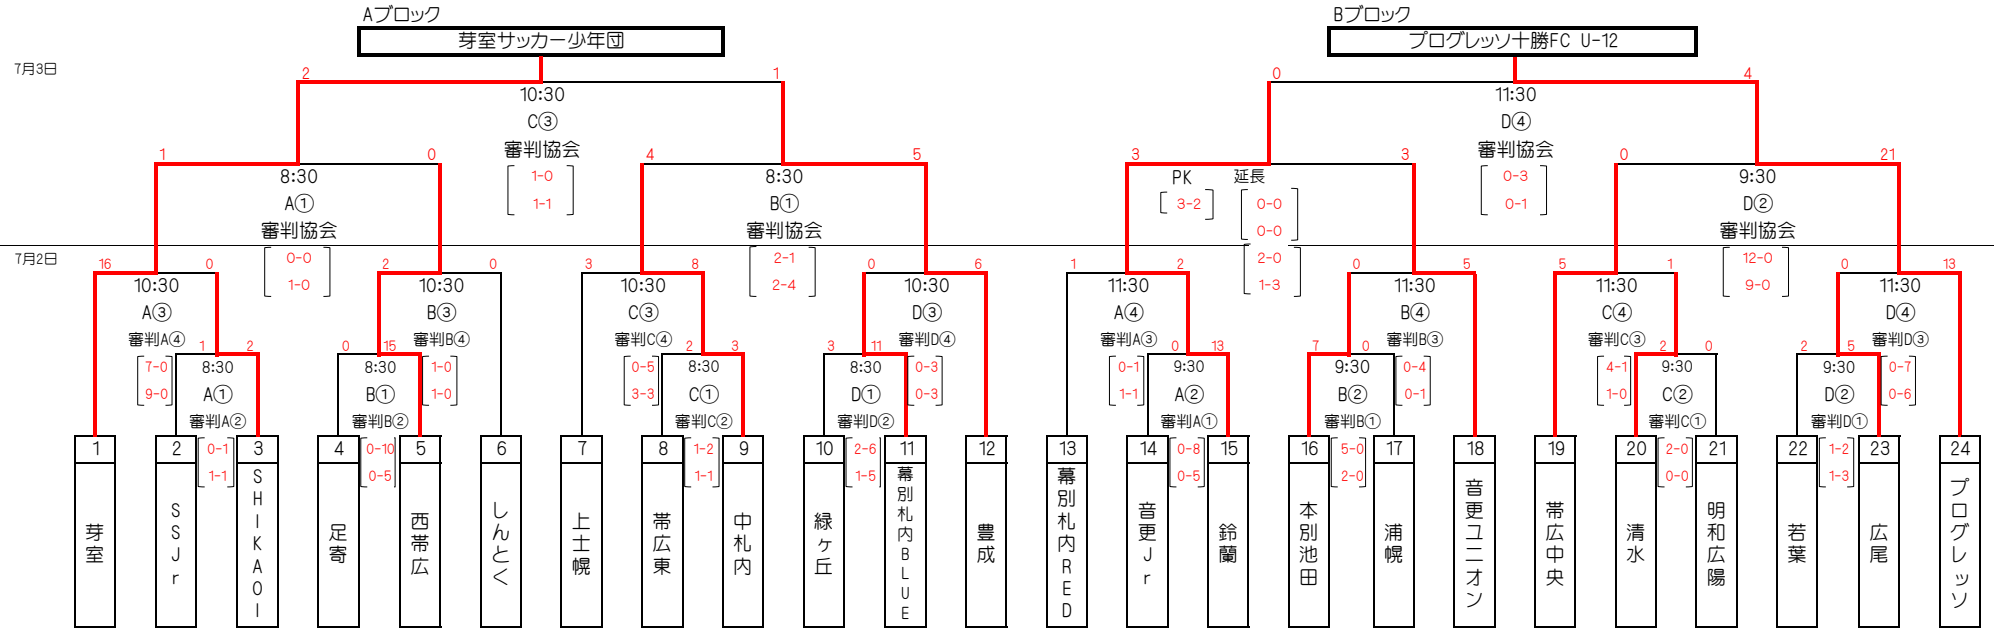 Aブロック
Bブロック
芽室サッカー少年団
プログレッソ十勝FC U-12
7月3日
2
1
0
4
10:30
11:30
C③
D④
審判協会
審判協会
1
0
4
5
3
3
0
21
8:30
1-0
8:30
PK
延長
0-3
9:30
A①
1-1
B①
3-2
0-0
0-1
D②
審判協会
審判協会
0-0
審判協会
7月2日
16
0
0-0
2
0
3
8
2-1
0
6
1
2
2-0
0
5
5
1
12-0
0
13
10:30
1-0
10:30
10:30
2-4
10:30
11:30
1-3
11:30
11:30
9-0
11:30
A③
B③
C③
D③
A④
B④
C④
D④
審判A④
審判B④
審判C④
審判D④
審判A③
審判B③
審判C③
審判D③
1
2
0
15
2
3
3
11
0
13
7
0
2
0
2
5
7-0
8:30
8:30
1-0
0-5
8:30
8:30
0-3
0-1
9:30
9:30
0-4
4-1
9:30
9:30
0-7
9-0
A①
B①
1-0
3-3
C①
D①
0-3
1-1
A②
B②
0-1
1-0
C②
D②
0-6
審判A②
審判B②
審判C②
審判D②
審判A①
審判B①
審判C①
審判D①
1
2
0-1
3
4
0-10
5
6
7
8
1-2
9
10
2-6
11
12
13
14
0-8
15
16
5-0
17
18
19
20
2-0
21
22
1-2
23
24
1-1
0-5
1-1
1-5
0-5
2-0
0-0
1-3
芽室
SSJr
SHIKAOI
足寄
西帯広
しんとく
上士幌
帯広東
中札内
緑ヶ丘
幕別札内BLUE
豊成
幕別札内RED
音更Jr
鈴蘭
本別池田
浦幌
音更ユニオン
帯広中央
清水
明和広陽
若葉
広尾
プログレッソ